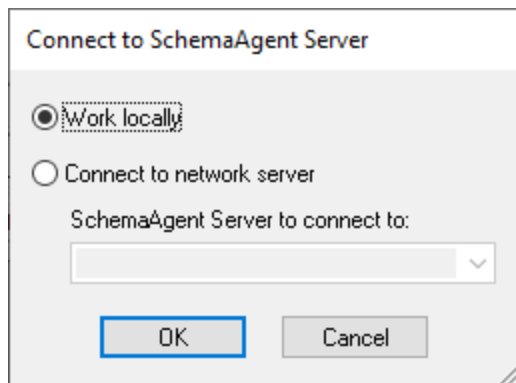 Connect to SchemaAgent Server
Work locally
Connect to network server
SchemaAgent Server to connect to:
OK
Cancel